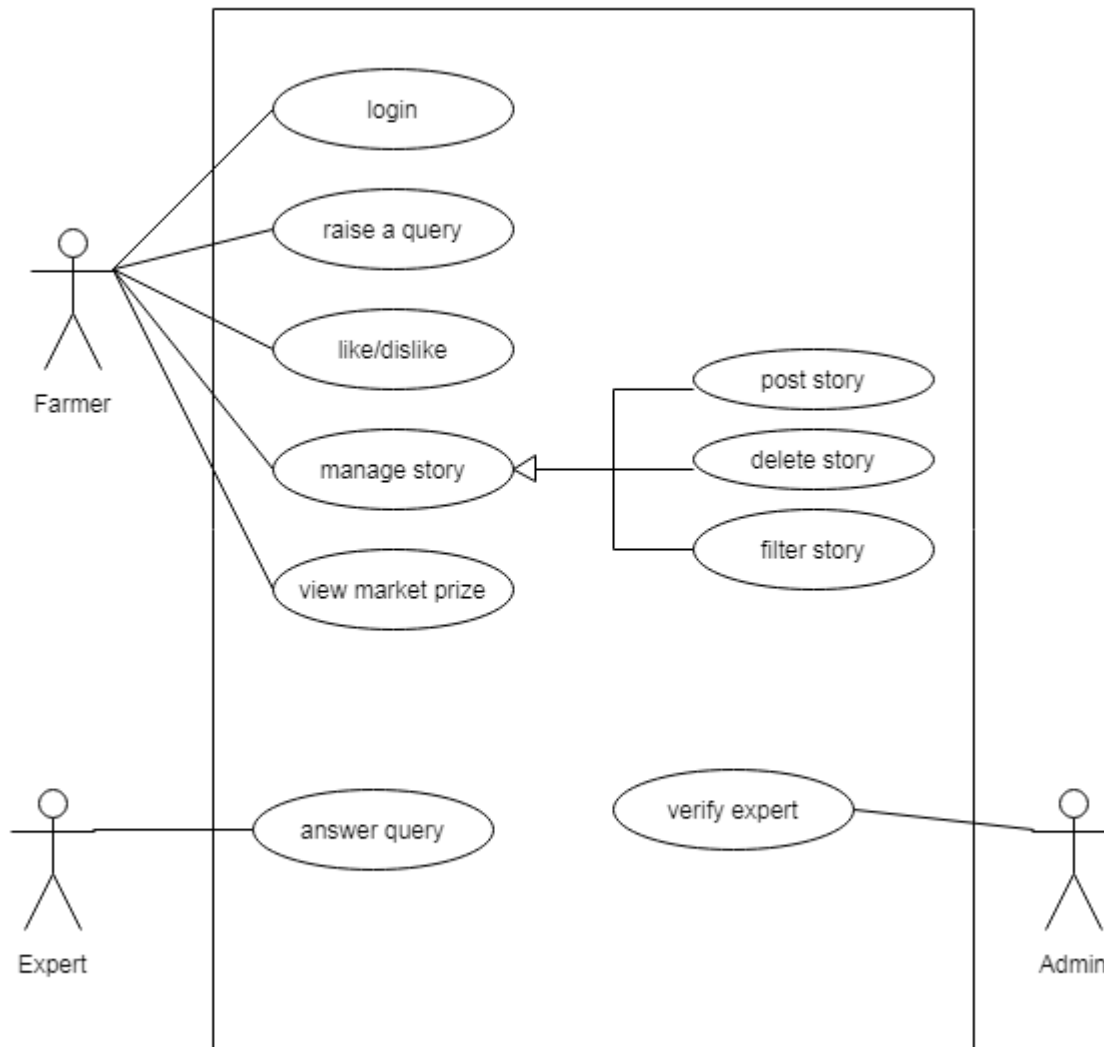 login
raise a query
like/dislike
Farmer
post story
manage story
delete story
filter story
view market prize
answer query
verify expert
Expert
Admin